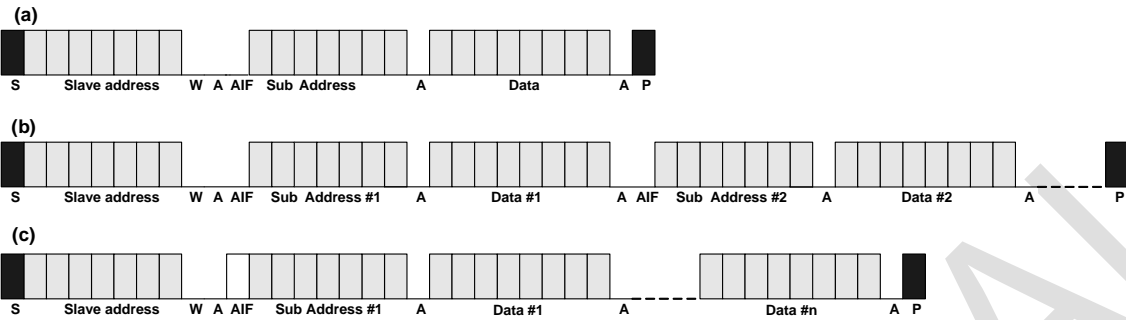 (a)
S Slave address W A AIF Sub Address A Data A P
(b)
S Slave address W A AIF Sub Address #1 A Data #1 A AIF Sub Address #2 A Data #2 A P
(c)
S Slave address W A AIF Sub Address #1 A Data #1 A Data #n A P